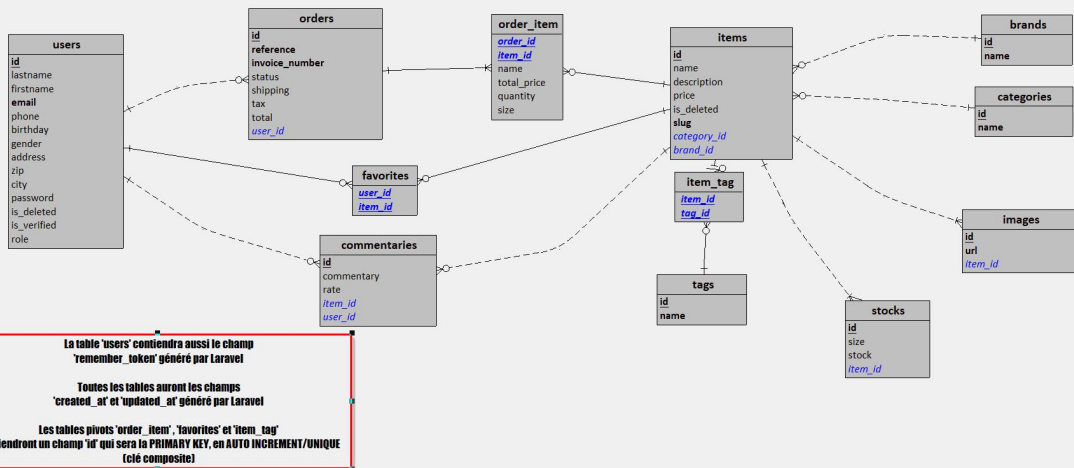 users
id
lastname
firstname
email
phone
birthday
gender
address
zip
city
password
is_deleted
is_verified
role
orders
id
reference
invoice_number
status
shipping
tax
total
user_id
order_item
order_id
item_id
name
total_price
quantity
size
items
id
name
description
price
is_deleted
slug
category_id
brand_id
brands
id
name
categories
id
name
favorites
user_id
item_id
item_tag
item_id
tag_id
images
id
url
item_id
commentaries
id
commentary
rate
item_id
user_id
tags
id
name
stocks
id
size
stock
item_id
La table 'users' contiendra aussi le champ
'remember_token' généré par Laravel
Toutes les tables auront les champs
'created_at' et 'updated_at' généré par Laravel
Les tables pivots 'order_item' , 'favorites' et 'item_tag'
iendront un champ 'id' qui sera la PRIMARY KEY, en AUTO INCREMENT/UNIQUE
(clé composite)